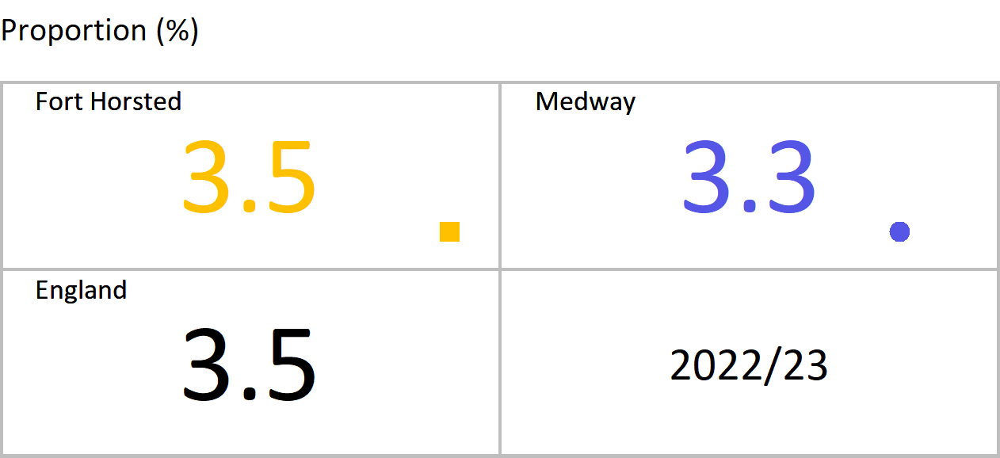 Proportion (%)
Fort Horsted
3.5
Medway
3.3
England
3.5
2022/23